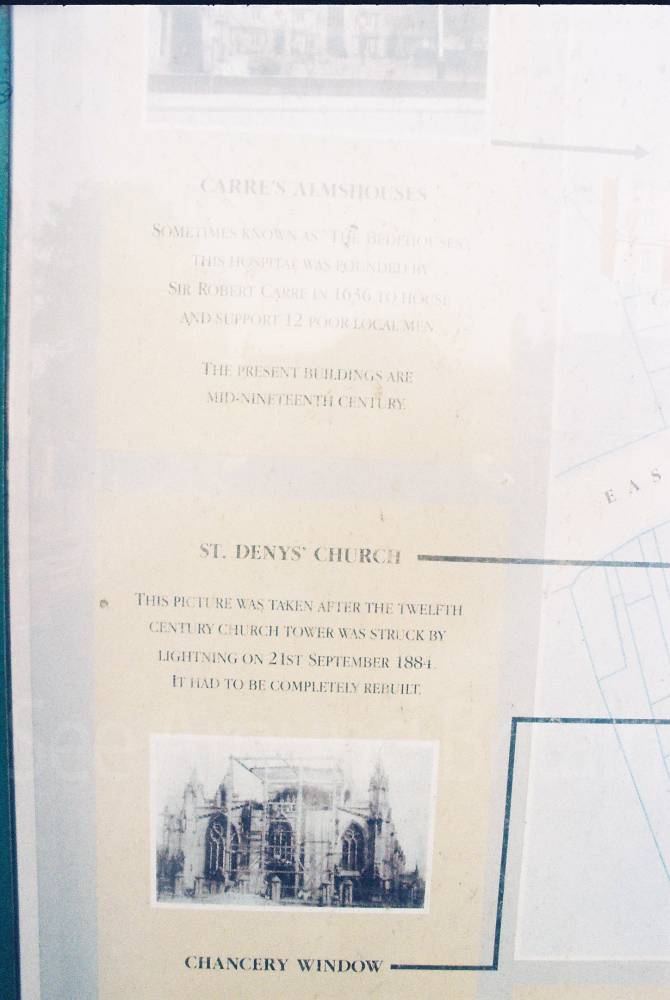 CARRE'S ALMSHOUSES
SOMETIMES KNOWN AS 'THE BEDEHOUSES',
THIS HOSPITAL WAS FOUNDED BY
SIR ROBERT CARRE IN 1636 TO HOUSE
AND SUPPORT 12 POOR LOCAL MEN
THE PRESENT BUILDINGS ARE
MID-NINETEENTH CENTURY.
EAS
ST. DENYS' CHURCH
THIS PICTURE WAS TAKEN AFTER THE TWELFTH
CENTURY CHURCH TOWER WAS STRUCK BY
LIGHTNING ON 21ST SEPTEMBER 1884.
IT HAD TO BE COMPLETELY REBUILT.
CHANCERY WINDOW